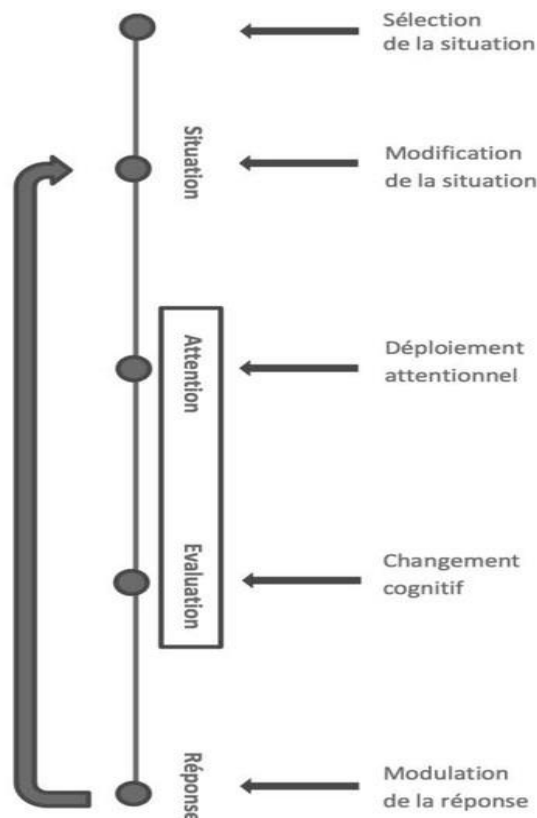 Sélection
de la situation
Situation
Modification
de la situation
Attention
Déploiement
attentionnel
Evaluation
Changement
cognitif
Réponse
Modulation
de la réponse